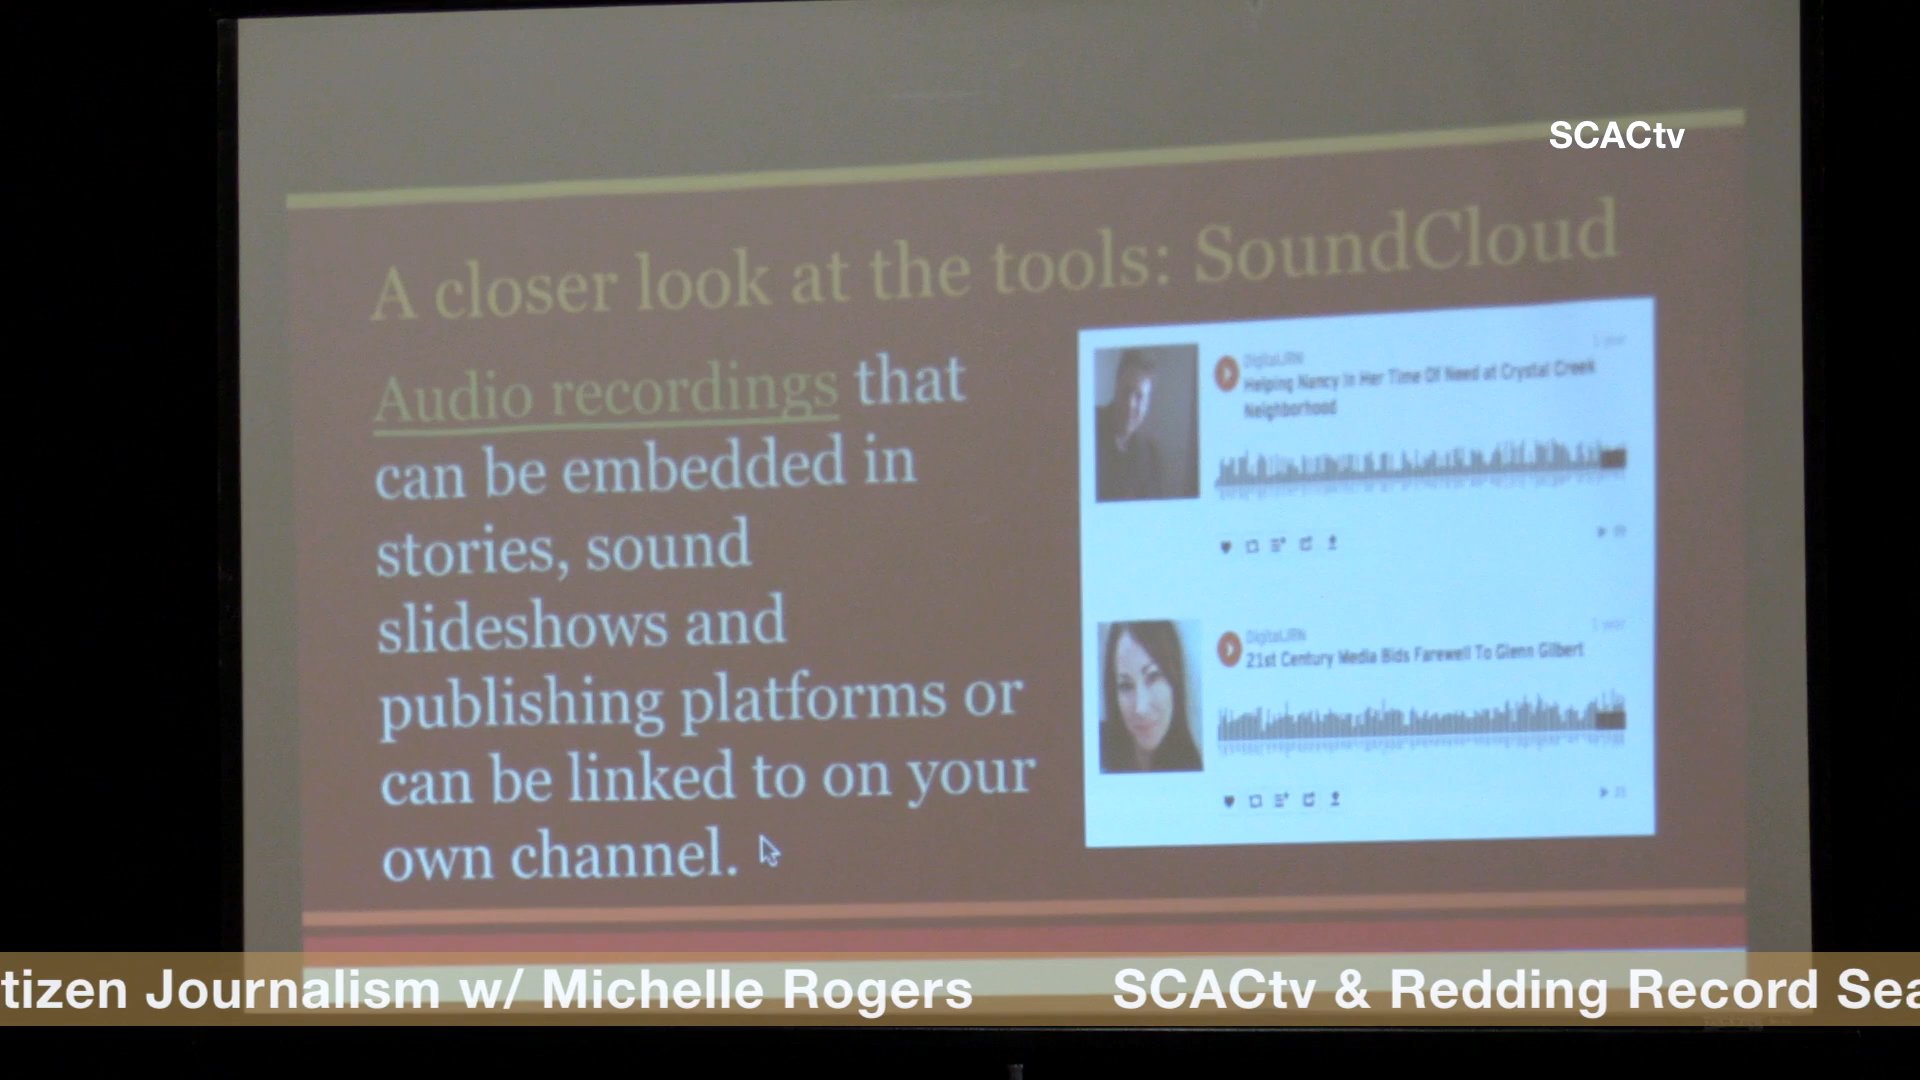 SCACtv
A closer look at the tools: SoundCloud
Audio recordings that
can be embedded in
stories, sound
slideshows and
publishing platforms or
can be linked to on your
own channel.
DigitalJRN
Helping Nancy In Her Time Of Need at Crystal Creek
Neighborhood
DigitalJRN
21st Century Media Bids Farewell To Glenn Gilbert
tizen Journalism w/ Michelle Rogers SCACtv & Redding Record Sea